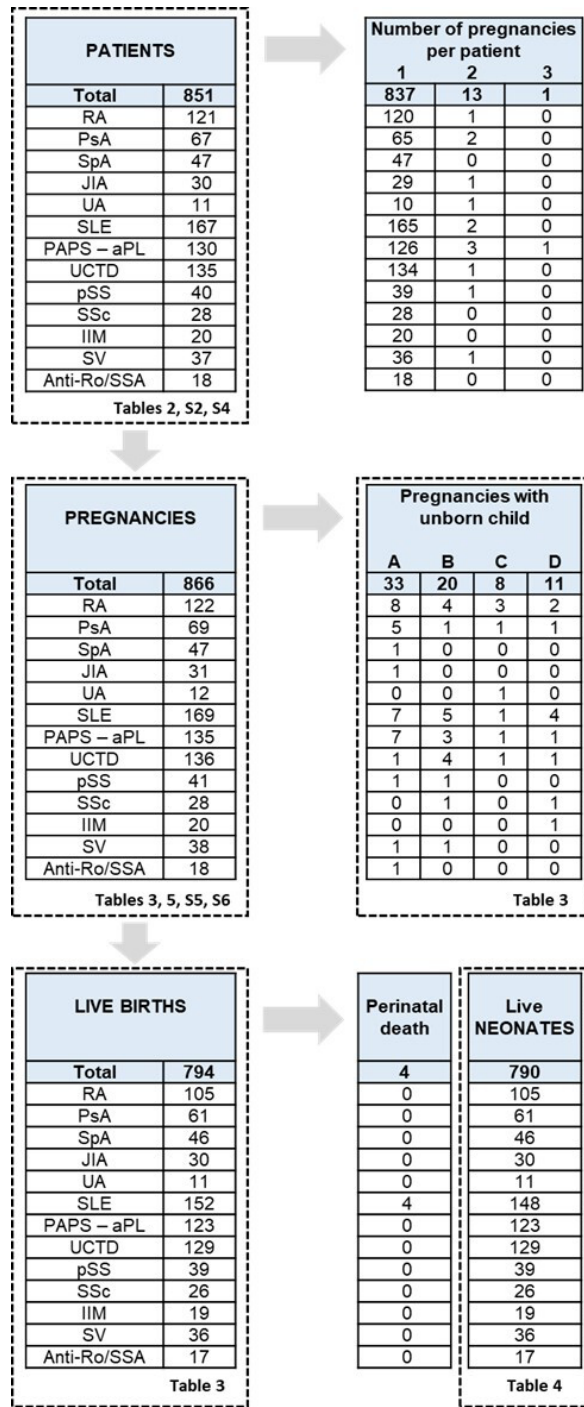 PATIENTS
Total 851
RA 121
PsA 67
SpA 47
JIA 30
UA 11
SLE 167
PAPS – aPL 130
UCTD 135
pSS 40
SSc 28
IIM 20
SV 37
Anti-Ro/SSA 18
Tables 2, S2, S4
Number of pregnancies
per patient
1 2 3
837 13 1
120 1 0
65 2 0
47 0 0
29 1 0
10 1 0
165 2 0
126 3 1
134 1 0
39 1 0
28 0 0
20 0 0
36 1 0
18 0 0
PREGNANCIES
Total 866
RA 122
PsA 69
SpA 47
JIA 31
UA 12
SLE 169
PAPS – aPL 135
UCTD 136
pSS 41
SSc 28
IIM 20
SV 38
Anti-Ro/SSA 18
Tables 3, 5, S5, S6
Pregnancies with
unborn child
A B C D
33 20 8 11
8 4 3 2
5 1 1 1
1 0 0 0
1 0 0 0
0 0 1 0
7 5 1 4
7 3 1 1
1 4 1 1
1 1 0 0
0 1 0 1
0 0 0 1
1 1 0 0
1 0 0 0
Table 3
LIVE BIRTHS
Total 794
RA 105
PsA 61
SpA 46
JIA 30
UA 11
SLE 152
PAPS – aPL 123
UCTD 129
pSS 39
SSc 26
IIM 19
SV 36
Anti-Ro/SSA 17
Table 3
Perinatal
death
4
0
0
0
0
0
4
0
0
0
0
0
0
0
Live
NEONATES
790
105
61
46
30
11
148
123
129
39
26
19
36
17
Table 4